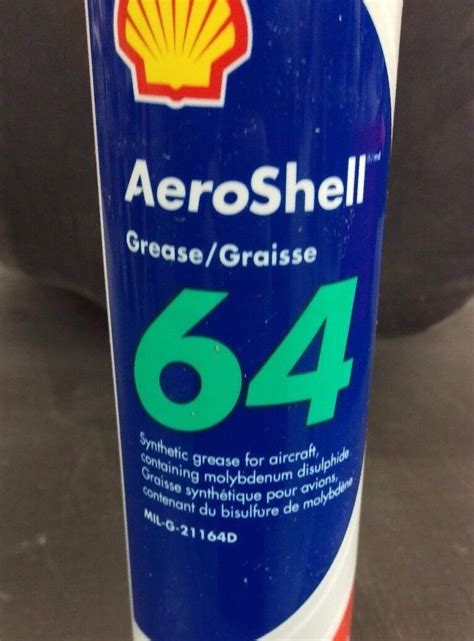 AeroShell
Grease/Graisse
64
Synthetic grease for aircraft,
containing molybdenum disulphide
Graisse synthétique pour avions,
contenant du bisulfure de molybdène
MIL-G-21164D